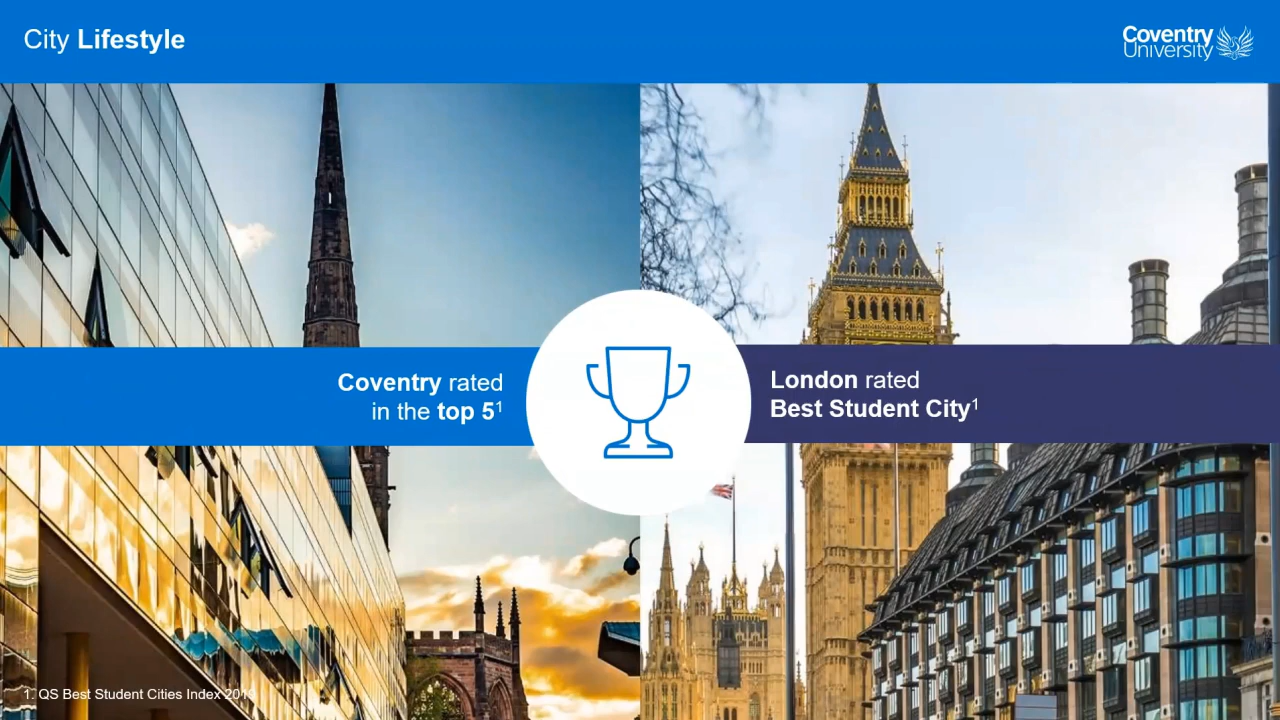 City Lifestyle
Coventry
University
Coventry rated
in the top 5¹
London rated
Best Student City¹
1. QS Best Student Cities Index